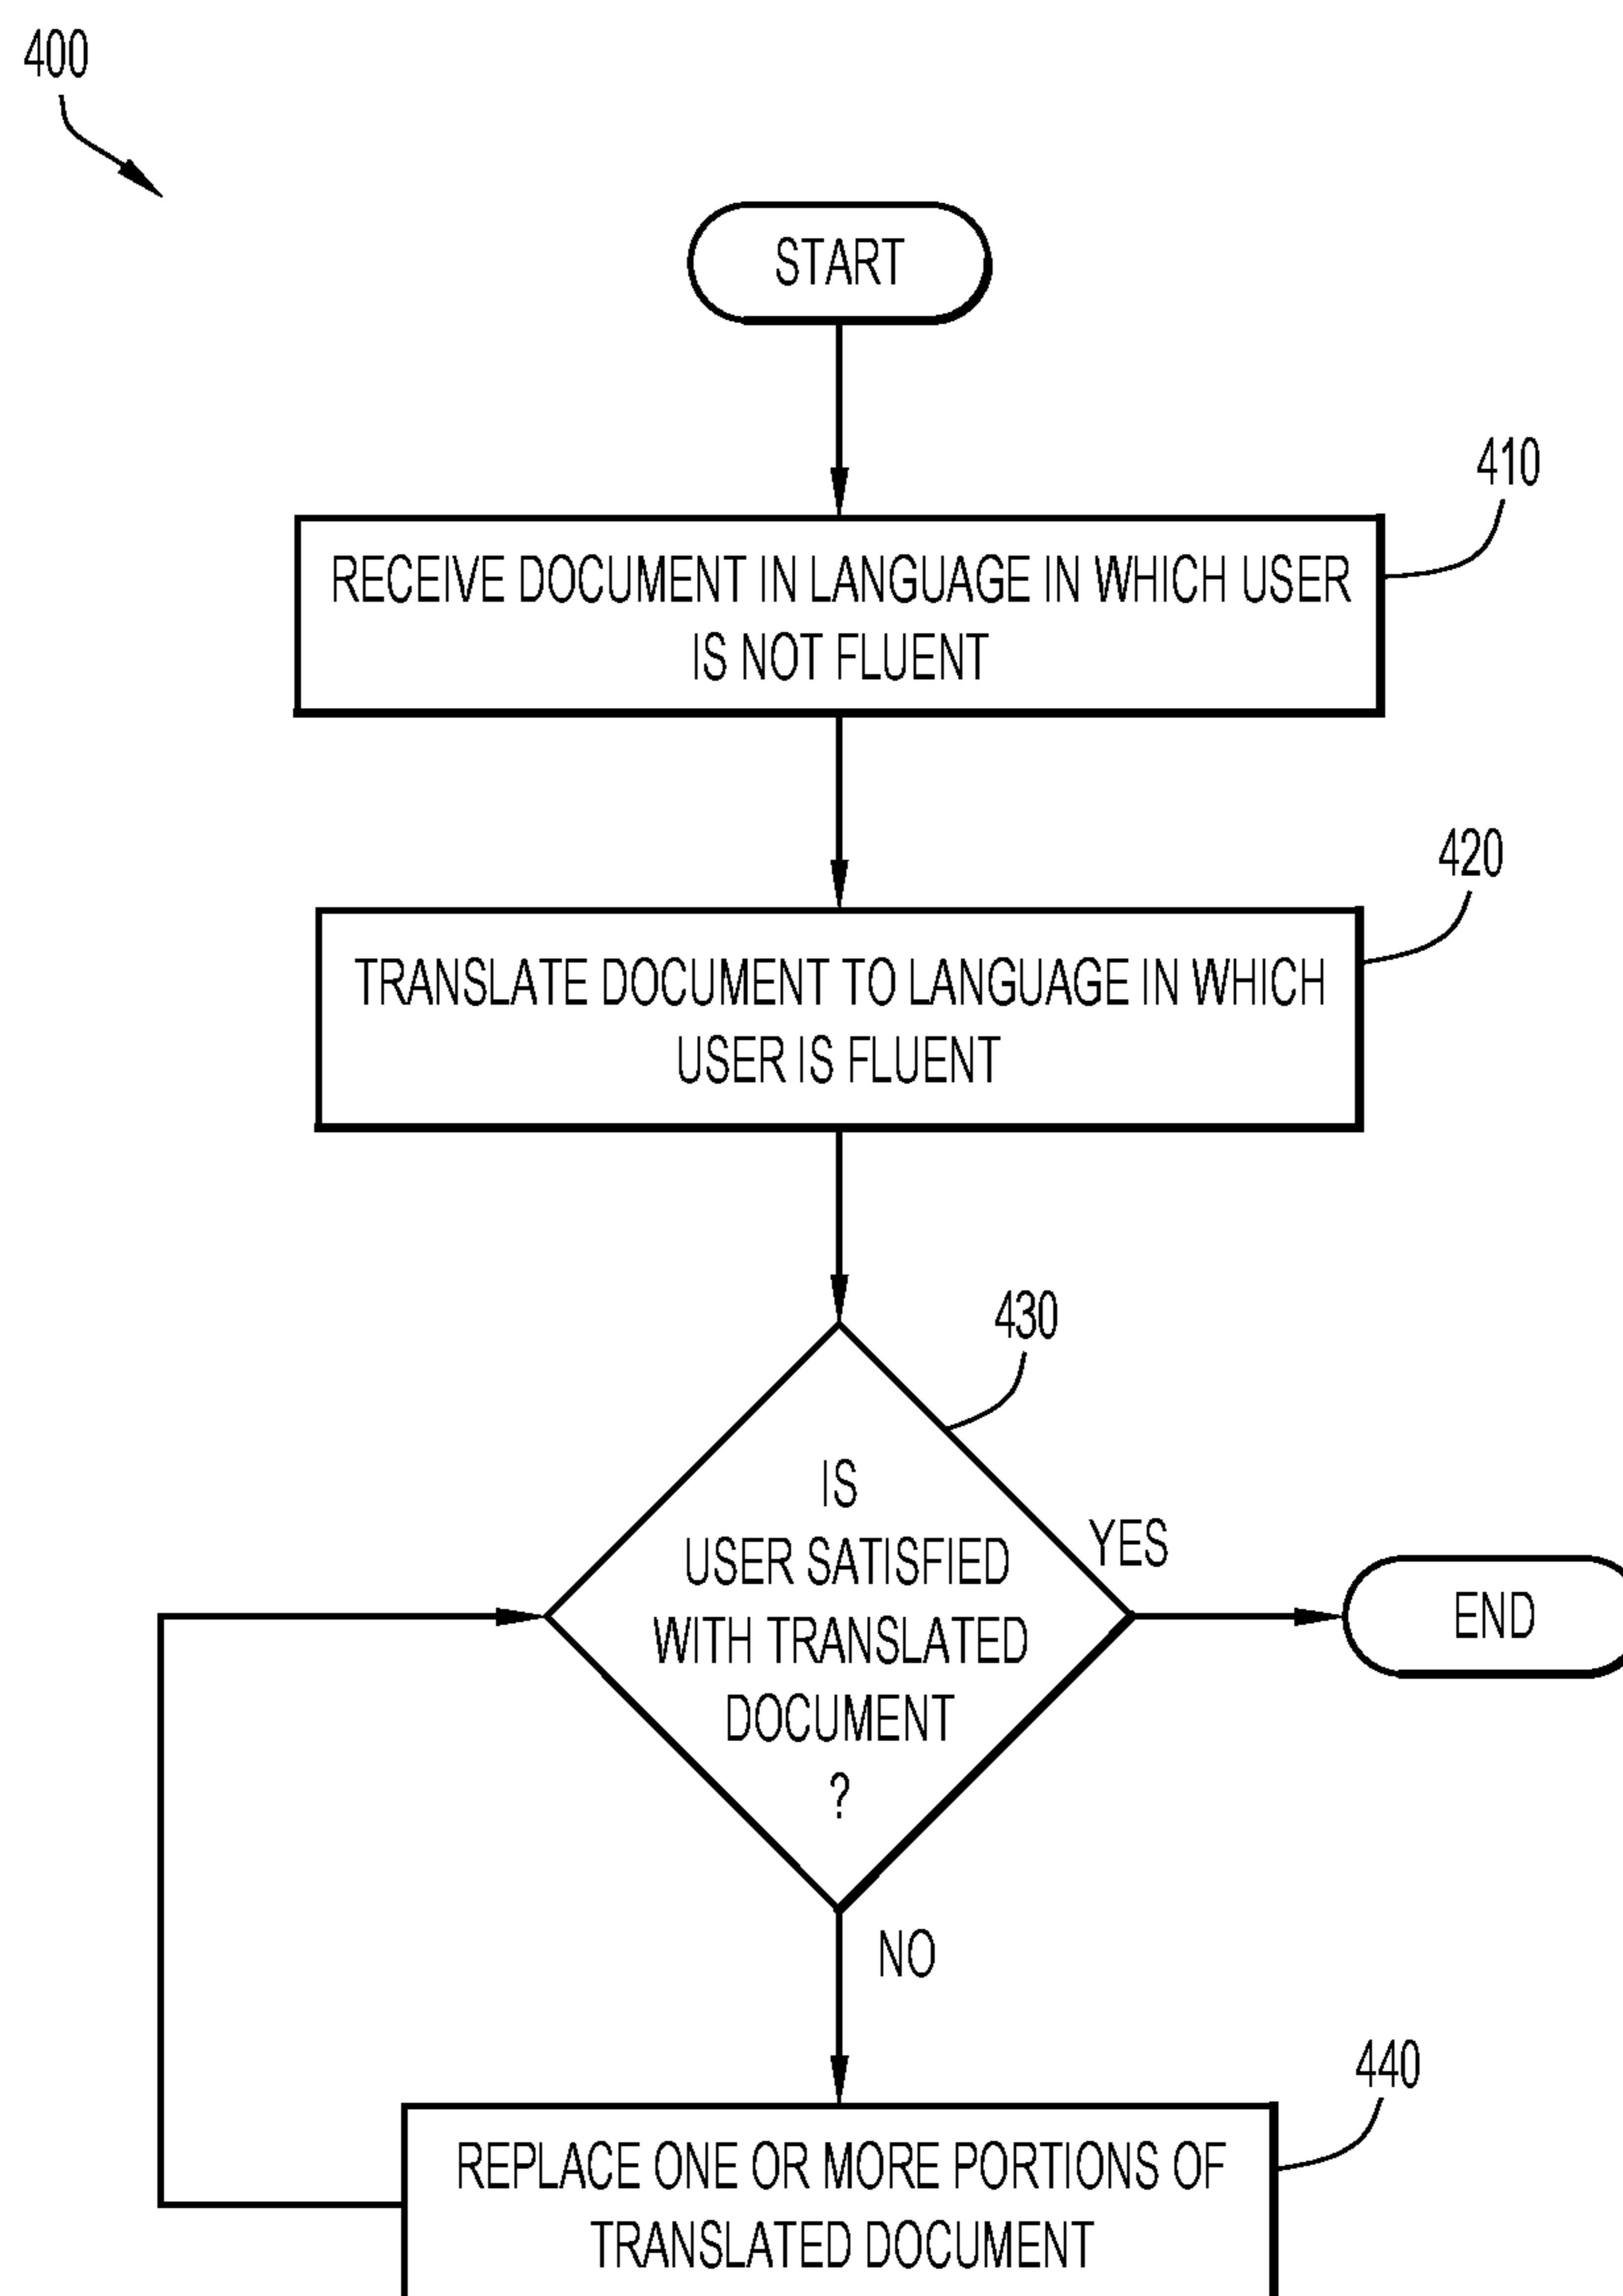 400
START
410
RECEIVE DOCUMENT IN LANGUAGE IN WHICH USER
IS NOT FLUENT
420
TRANSLATE DOCUMENT TO LANGUAGE IN WHICH
USER IS FLUENT
430
IS
USER SATISFIED
WITH TRANSLATED
DOCUMENT
?
YES
END
NO
440
REPLACE ONE OR MORE PORTIONS OF
TRANSLATED DOCUMENT